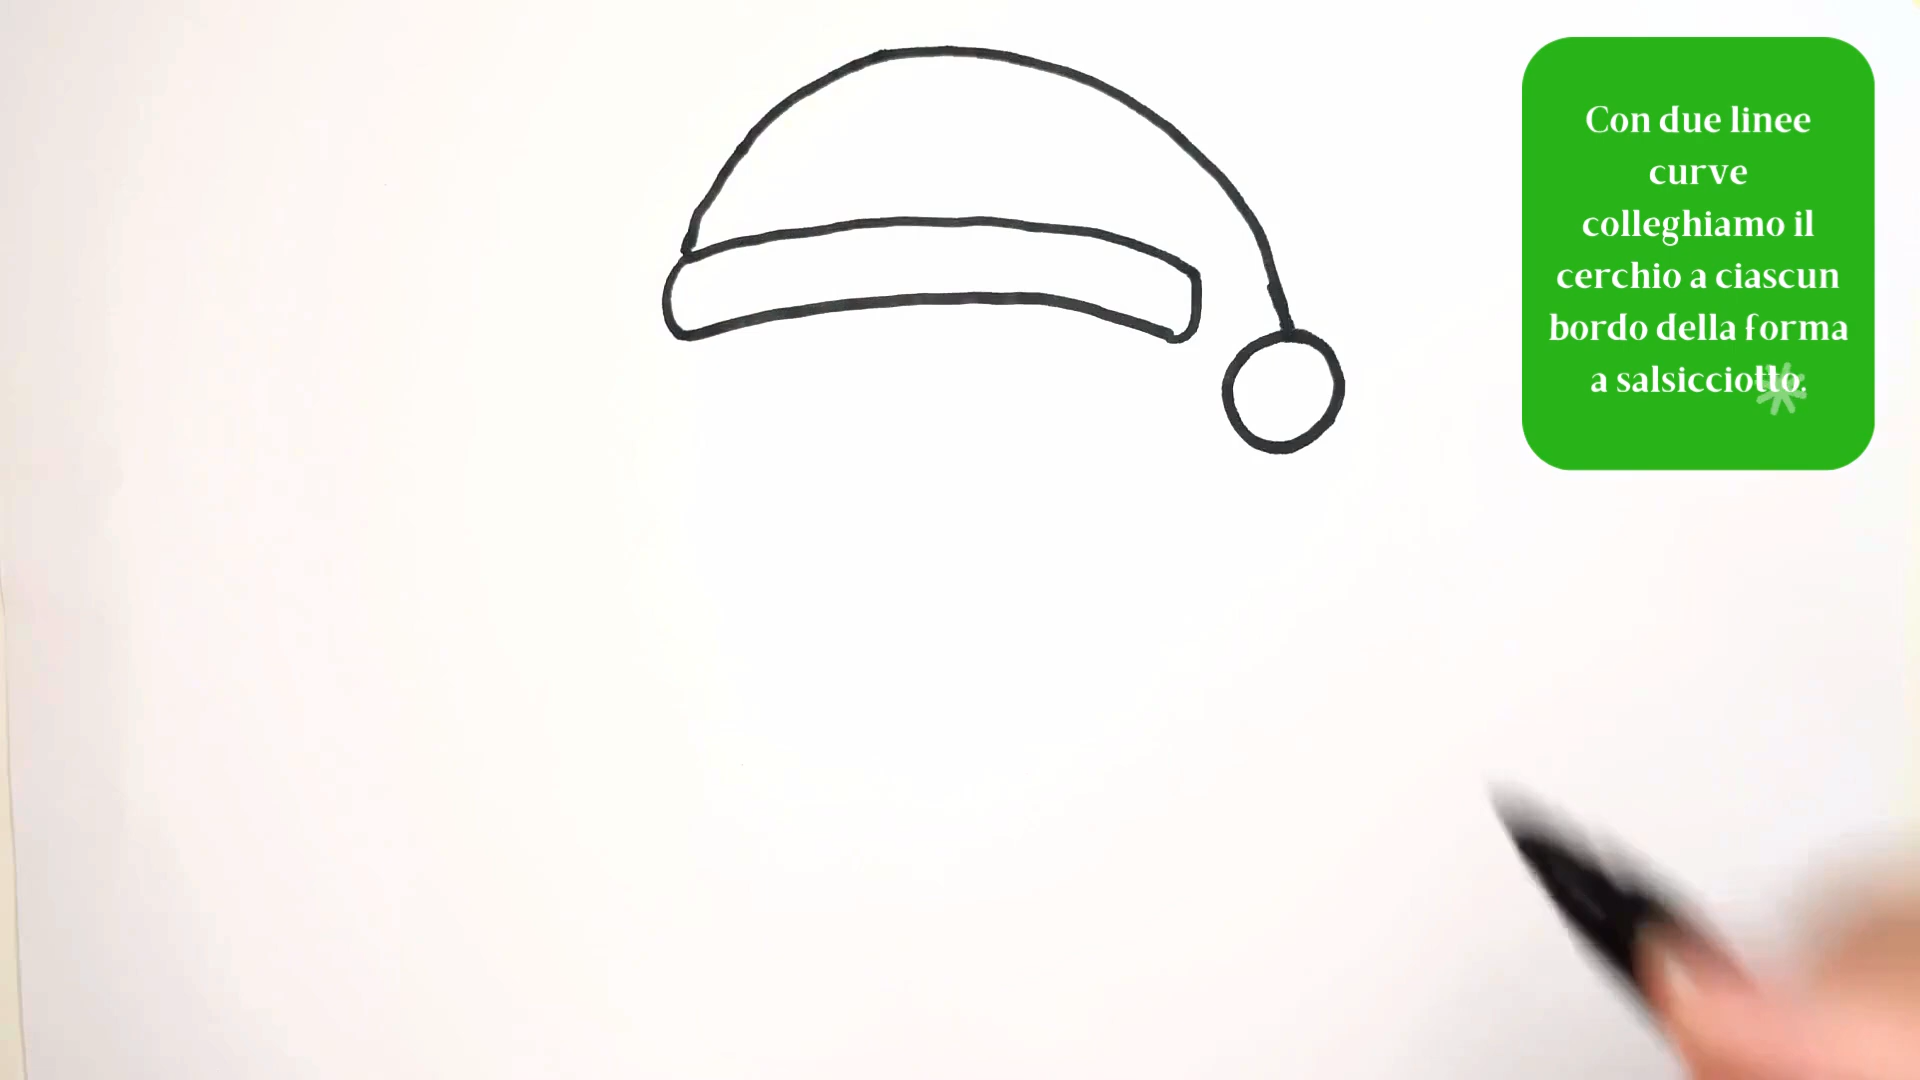 Con due linee
curve
colleghiamo il
cerchio a ciascun
bordo della forma
a salsicciotto.